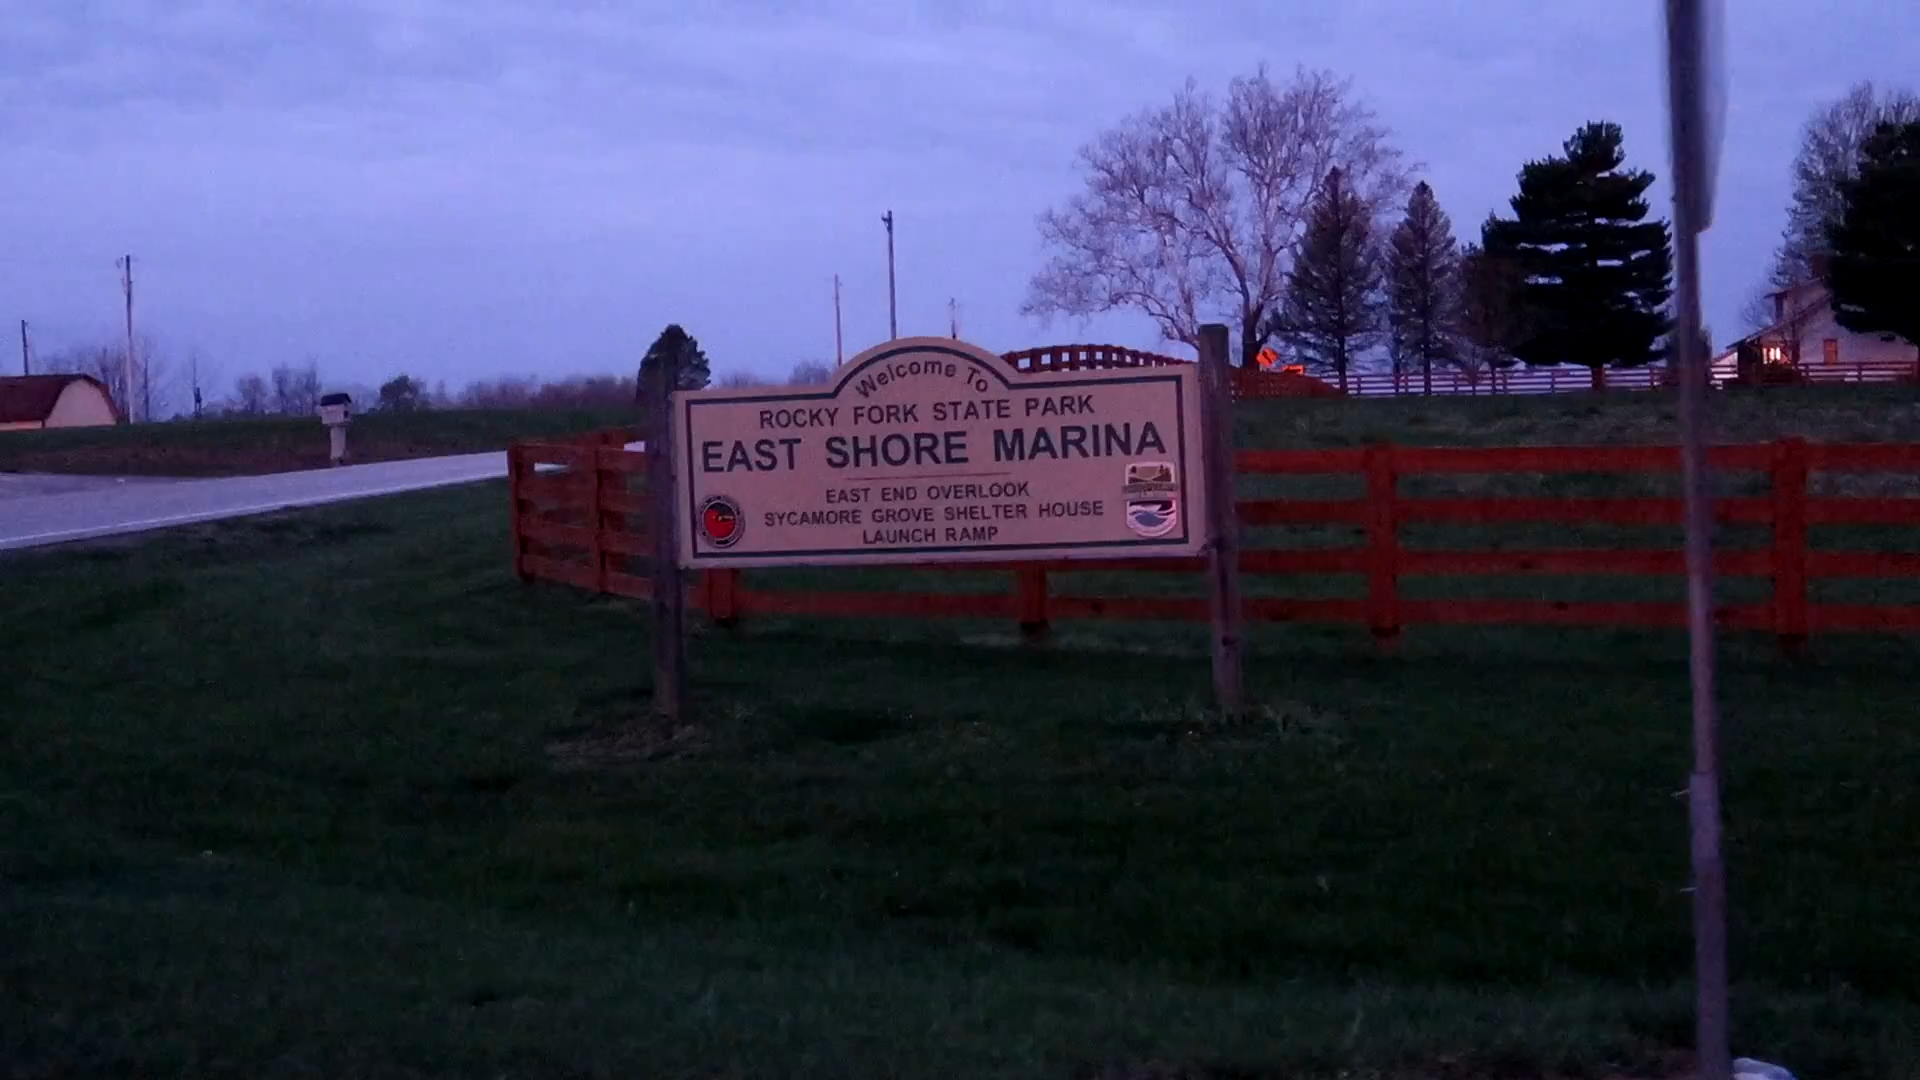 Welcome To
ROCKY FORK STATE PARK
EAST SHORE MARINA
EAST END OVERLOOK
SYCAMORE GROVE SHELTER HOUSE
LAUNCH RAMP